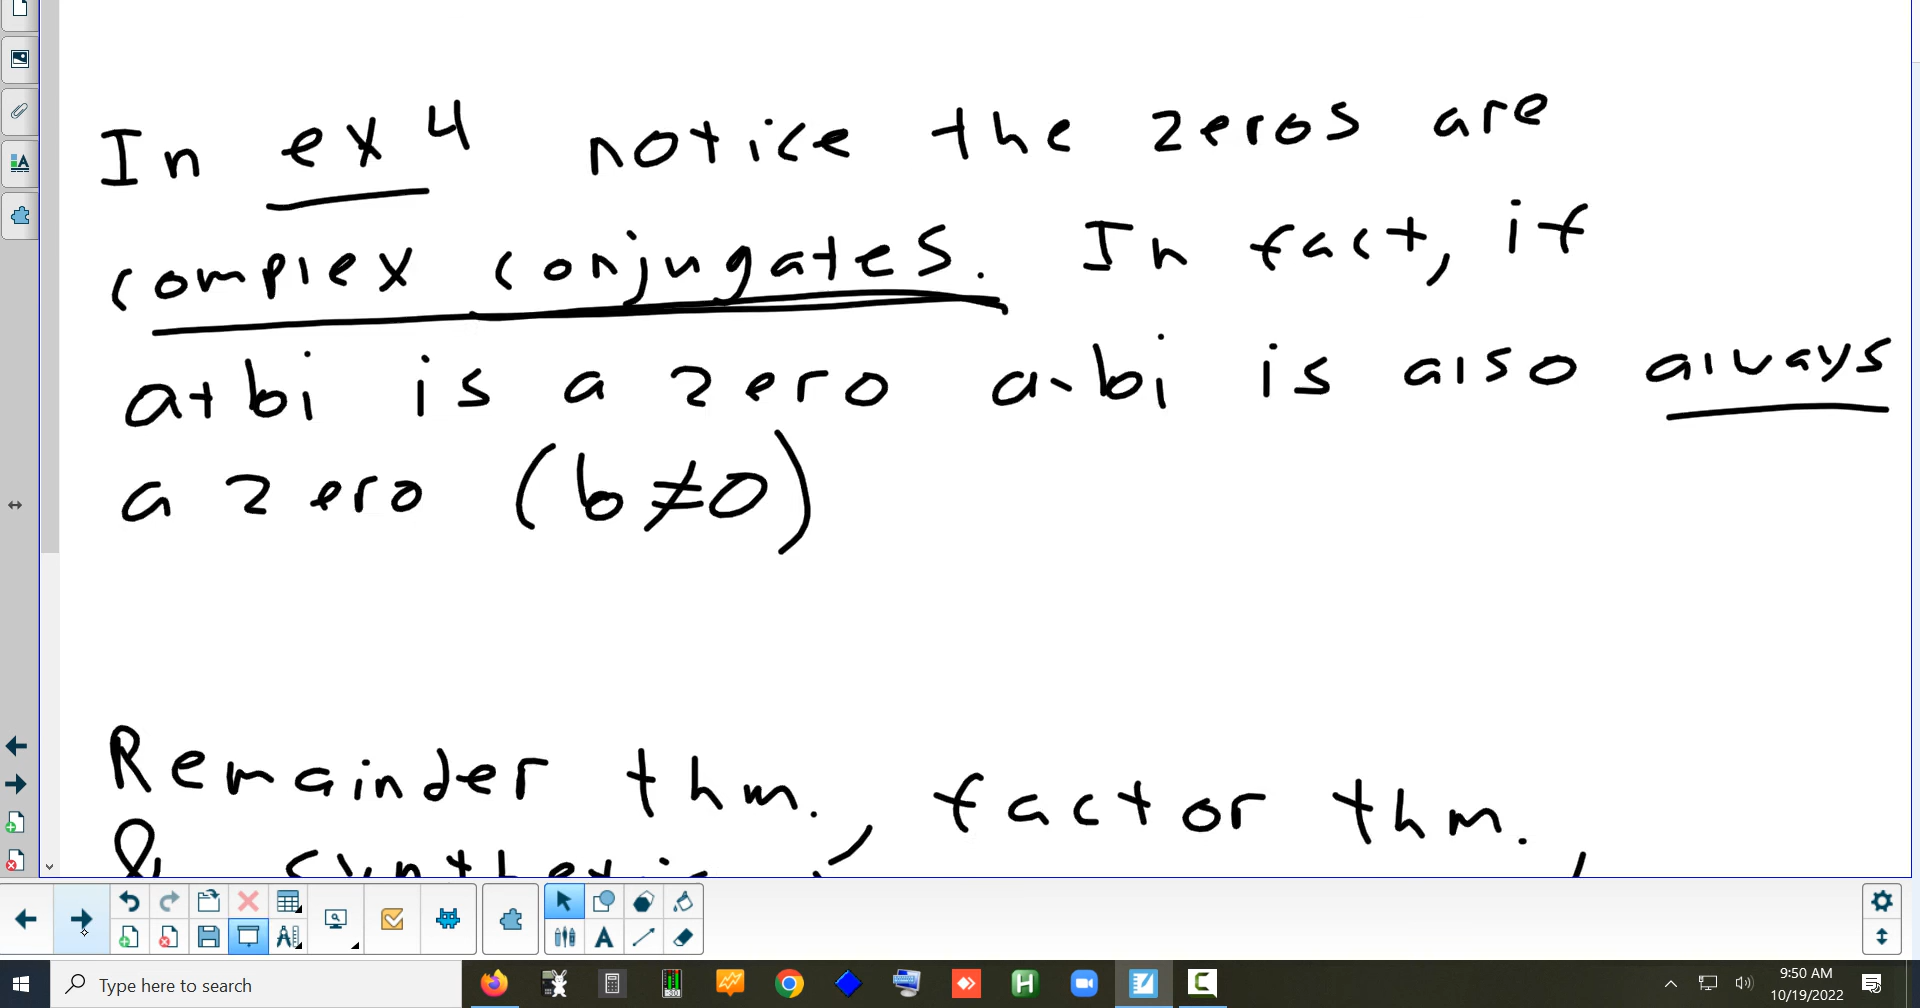 In ex 4 notice the zeros are
complex conjugates. In fact, if
a+bi is a zero a-bi is also always
a zero (b≠0)
Remainder thm., factor thm.,
& synthetic
Type here to search
9:50 AM
10/19/2022